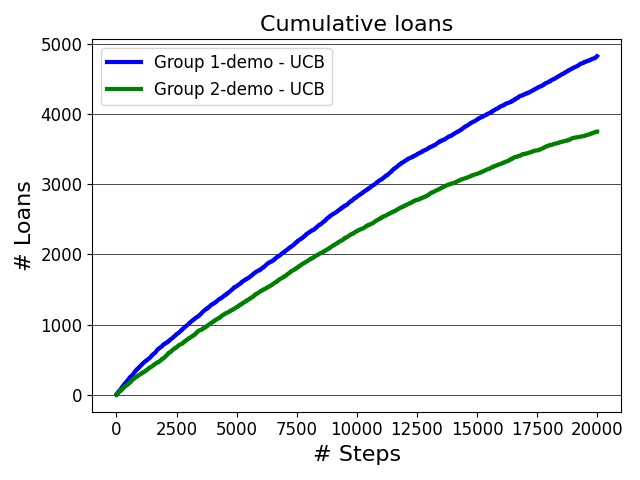 Cumulative loans
5000
Group 1-demo - UCB
Group 2-demo - UCB
4000
3000
2000
1000
0
# Loans
0 2500 5000 7500 10000 12500 15000 17500 20000
# Steps